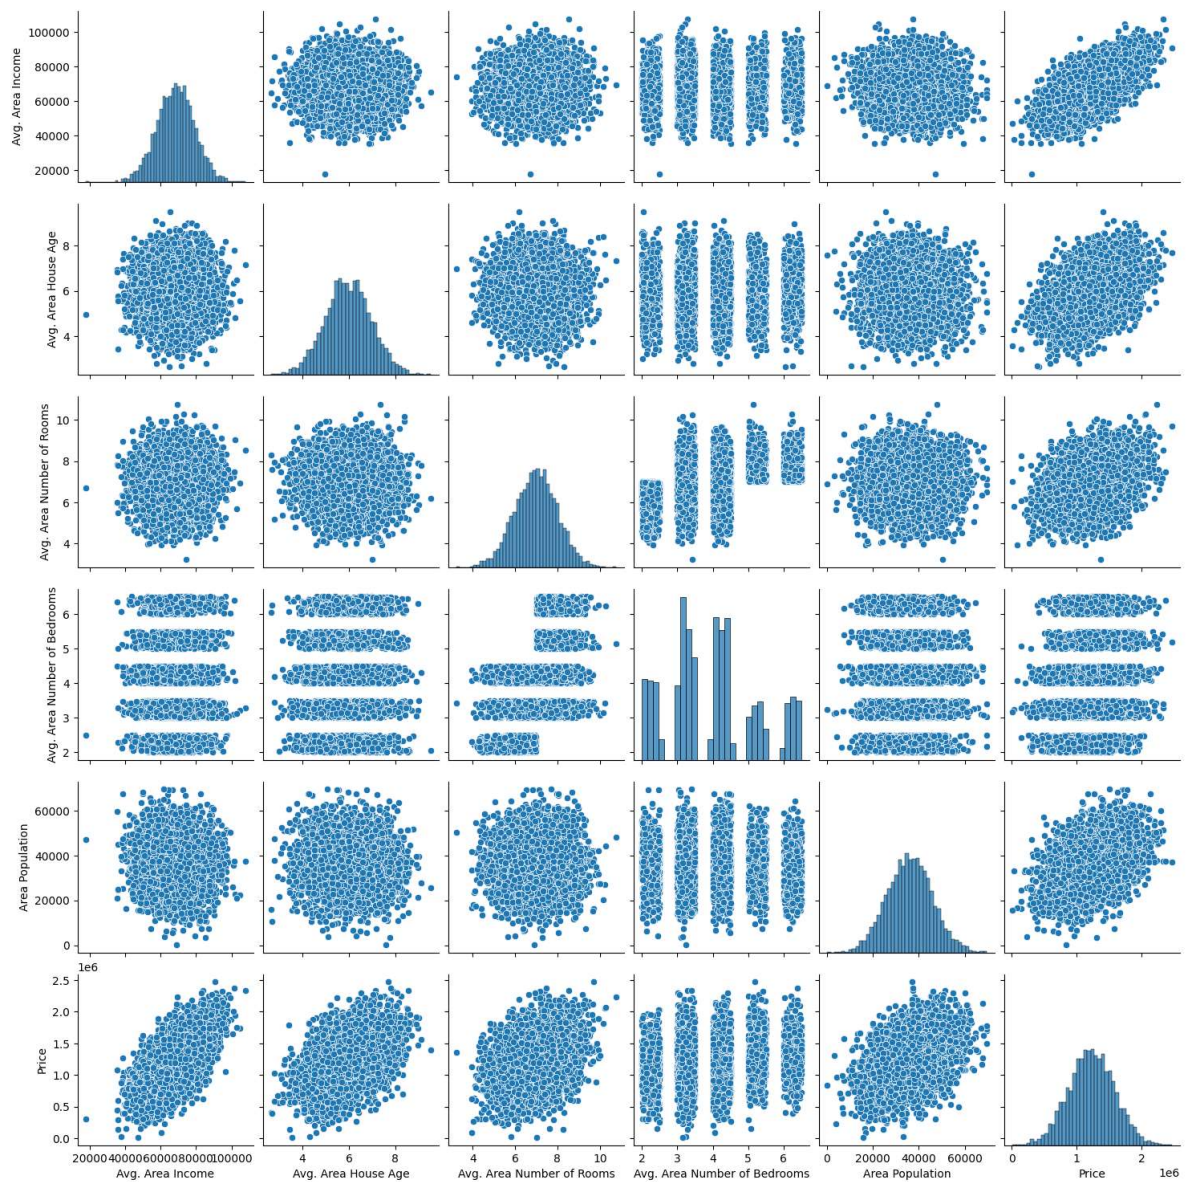 Avg. Area Income
100000
80000
60000
40000
20000
Avg. Area House Age
8
6
4
Avg. Area Number of Rooms
10
8
6
4
Avg. Area Number of Bedrooms
6
5
4
3
2
Area Population
60000
40000
20000
0
1e6
Price
2.5
2.0
1.5
1.0
0.5
0.0
20000 40000 60000 80000 100000
4 6 8
4 6 8 10
2 3 4 5 6
0 20000 40000 60000
0 1 2
1e6
Avg. Area Income
Avg. Area House Age
Avg. Area Number of Rooms
Avg. Area Number of Bedrooms
Area Population
Price